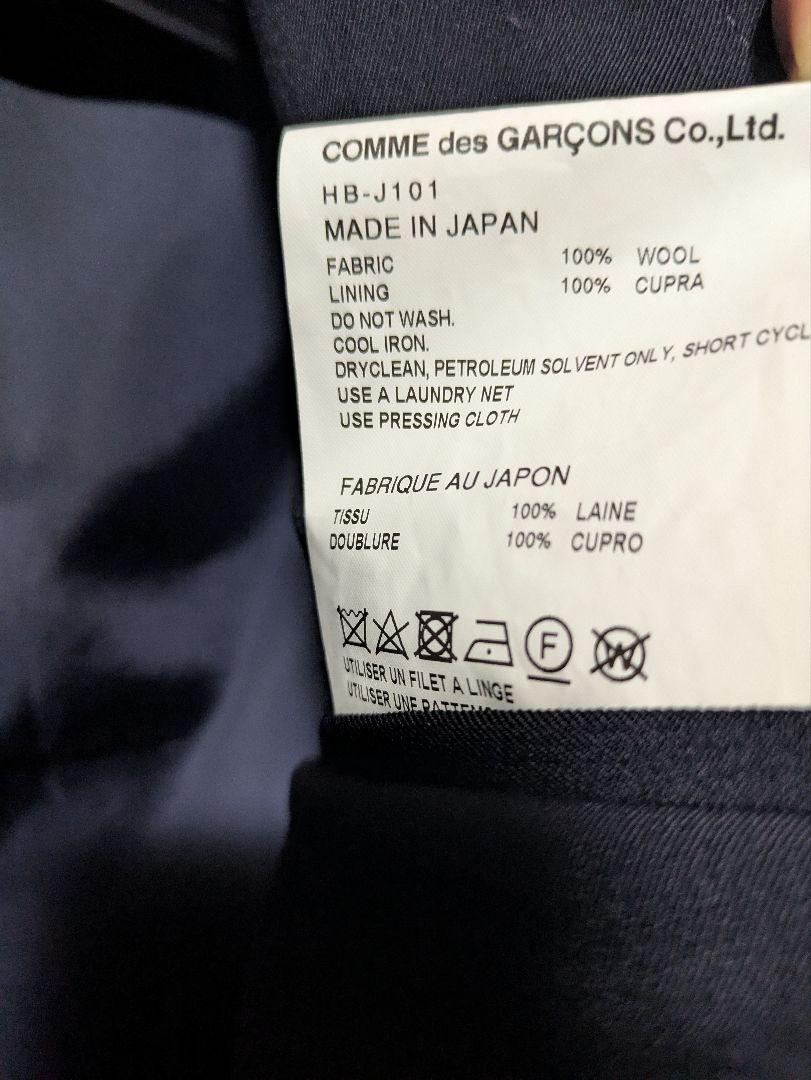 COMME des GARÇONS Co.,Ltd.
HB-J101
MADE IN JAPAN
FABRIC 100% WOOL
LINING 100% CUPRA
DO NOT WASH.
COOL IRON.
DRYCLEAN, PETROLEUM SOLVENT ONLY, SHORT CYCL
USE A LAUNDRY NET
USE PRESSING CLOTH
FABRIQUE AU JAPON
TISSU 100% LAINE
DOUBLURE 100% CUPRO
F W
UTILISER UN FILET A LINGE
UTILISER UNE